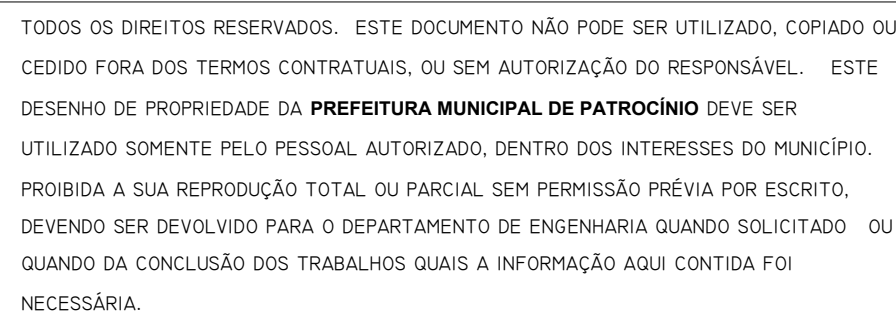 TODOS OS DIREITOS RESERVADOS. ESTE DOCUMENTO NÃO PODE SER UTILIZADO, COPIADO OU
CEDIDO FORA DOS TERMOS CONTRATUAIS, OU SEM AUTORIZAÇÃO DO RESPONSÁVEL. ESTE
DESENHO DE PROPRIEDADE DA PREFEITURA MUNICIPAL DE PATROCÍNIO DEVE SER
UTILIZADO SOMENTE PELO PESSOAL AUTORIZADO, DENTRO DOS INTERESSES DO MUNICÍPIO.
PROIBIDA A SUA REPRODUÇÃO TOTAL OU PARCIAL SEM PERMISSÃO PRÉVIA POR ESCRITO,
DEVENDO SER DEVOLVIDO PARA O DEPARTAMENTO DE ENGENHARIA QUANDO SOLICITADO OU
QUANDO DA CONCLUSÃO DOS TRABALHOS QUAIS A INFORMAÇÃO AQUI CONTIDA FOI
NECESSÁRIA.